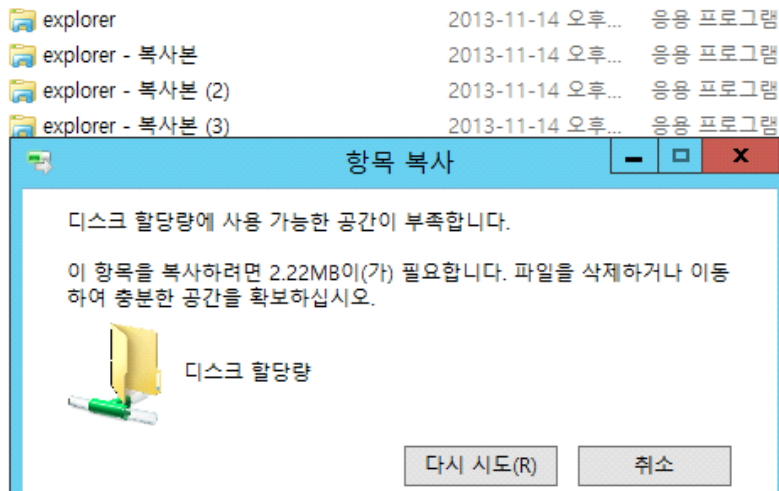 explorer 2013-11-14 오후... 응용 프로그램
explorer - 복사본 2013-11-14 오후... 응용 프로그램
explorer - 복사본 (2) 2013-11-14 오후... 응용 프로그램
explorer - 복사본 (3) 2013-11-14 오후... 응용 프로그램
항목 복사
디스크 할당량에 사용 가능한 공간이 부족합니다.
이 항목을 복사하려면 2.22MB이(가) 필요합니다. 파일을 삭제하거나 이동
하여 충분한 공간을 확보하십시오.
디스크 할당량
다시 시도(R) 취소